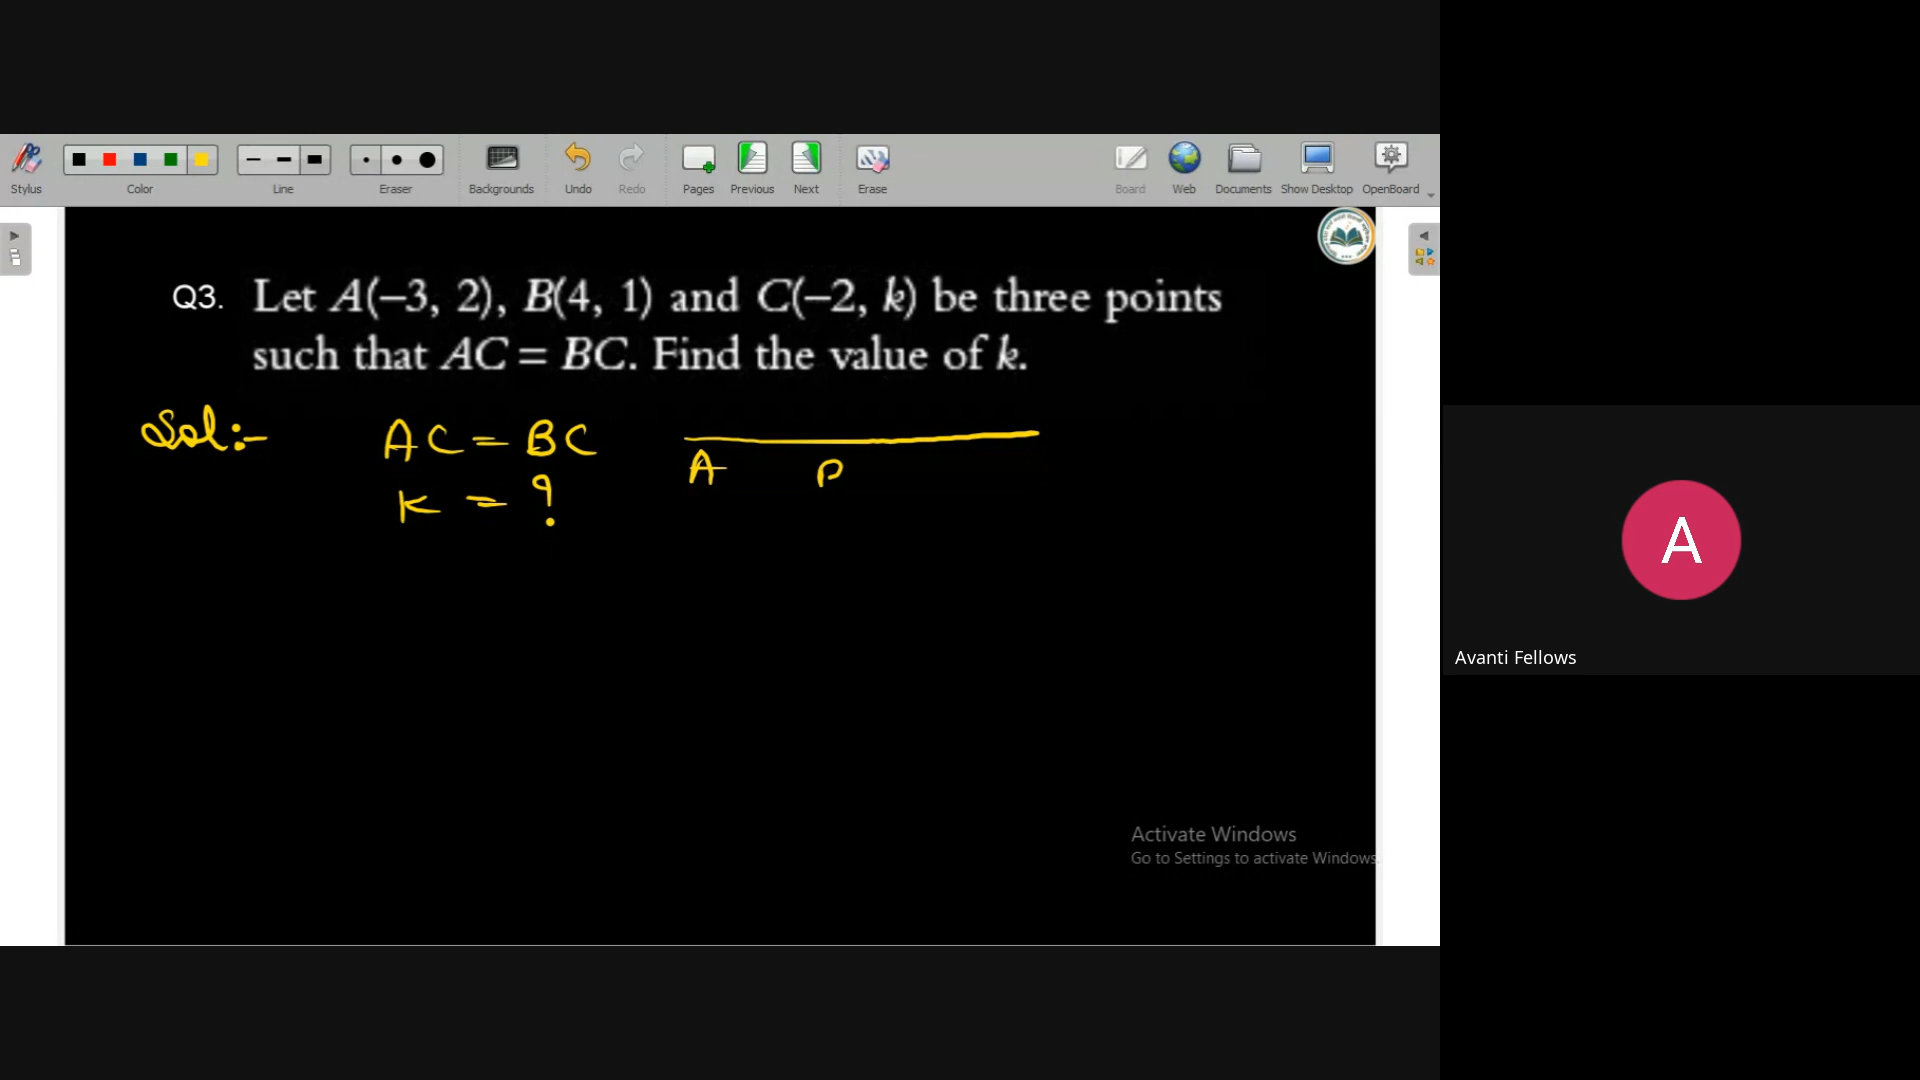 Stylus Color Line Eraser Backgrounds Undo Redo Pages Previous Next Erase Board Web Documents Show Desktop OpenBoard
Q3. Let A(–3, 2), B(4, 1) and C(–2, k) be three points
such that AC = BC. Find the value of k.
Sol:- AC = BC
A P
K = ?
A
Avanti Fellows
Activate Windows
Go to Settings to activate Windows.